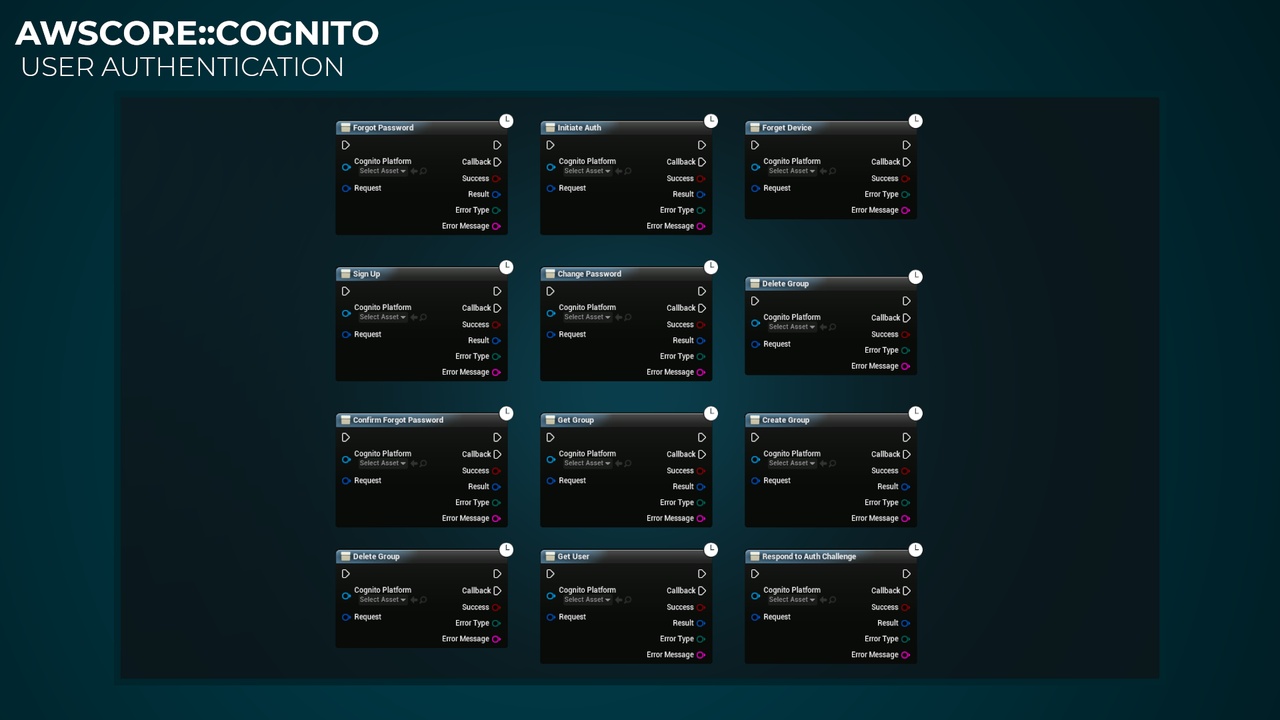 AWSCORE::COGNITO
USER AUTHENTICATION
Forgot Password
Cognito Platform
Select Asset
Request
Callback
Success
Result
Error Type
Error Message
Initiate Auth
Cognito Platform
Select Asset
Request
Callback
Success
Result
Error Type
Error Message
Forget Device
Cognito Platform
Select Asset
Request
Callback
Success
Error Type
Error Message
Sign Up
Cognito Platform
Select Asset
Request
Callback
Success
Result
Error Type
Error Message
Change Password
Cognito Platform
Select Asset
Request
Callback
Success
Result
Error Type
Error Message
Delete Group
Cognito Platform
Select Asset
Request
Callback
Success
Error Type
Error Message
Confirm Forgot Password
Cognito Platform
Select Asset
Request
Callback
Success
Result
Error Type
Error Message
Get Group
Cognito Platform
Select Asset
Request
Callback
Success
Result
Error Type
Error Message
Create Group
Cognito Platform
Select Asset
Request
Callback
Success
Result
Error Type
Error Message
Delete Group
Cognito Platform
Select Asset
Request
Callback
Success
Error Type
Error Message
Get User
Cognito Platform
Select Asset
Request
Callback
Success
Result
Error Type
Error Message
Respond to Auth Challenge
Cognito Platform
Select Asset
Request
Callback
Success
Result
Error Type
Error Message